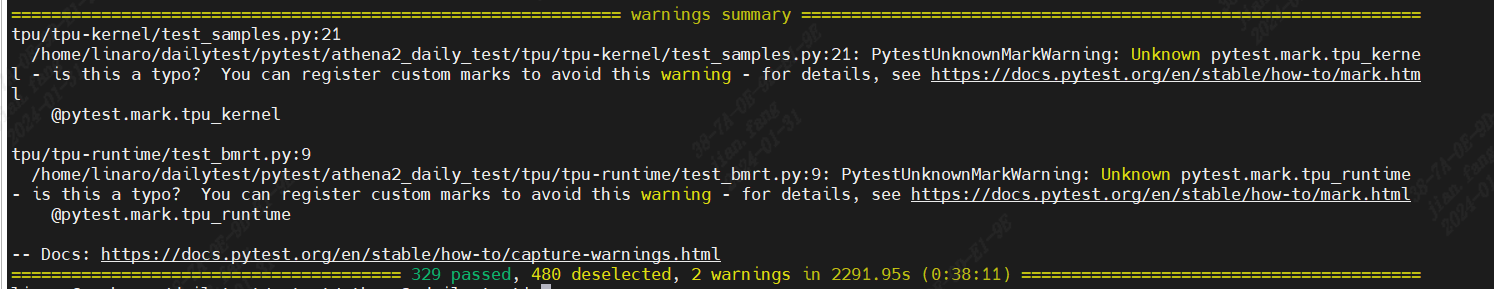 ============================================================= warnings summary ==============================================================
tpu/tpu-kernel/test_samples.py:21
  /home/linaro/dailytest/pytest/athena2_daily_test/tpu/tpu-kernel/test_samples.py:21: PytestUnknownMarkWarning: Unknown pytest.mark.tpu_kerne
l - is this a typo?  You can register custom marks to avoid this warning - for details, see https://docs.pytest.org/en/stable/how-to/mark.htm
l
    @pytest.mark.tpu_kernel
tpu/tpu-runtime/test_bmrt.py:9
  /home/linaro/dailytest/pytest/athena2_daily_test/tpu/tpu-runtime/test_bmrt.py:9: PytestUnknownMarkWarning: Unknown pytest.mark.tpu_runtime
- is this a typo?  You can register custom marks to avoid this warning - for details, see https://docs.pytest.org/en/stable/how-to/mark.html
    @pytest.mark.tpu_runtime
-- Docs: https://docs.pytest.org/en/stable/how-to/capture-warnings.html
======================================= 329 passed, 480 deselected, 2 warnings in 2291.95s (0:38:11) ========================================